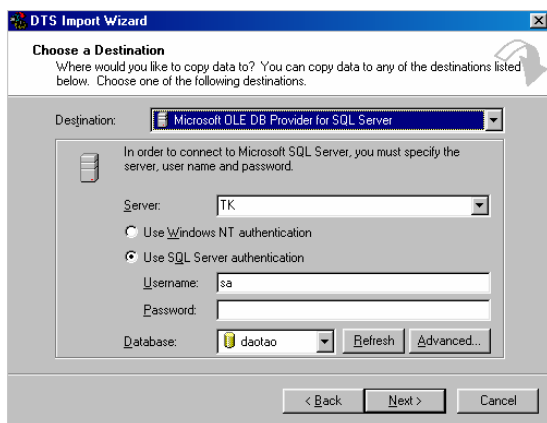 DTS Import Wizard
Choose a Destination
Where would you like to copy data to? You can copy data to any of the destinations listed
below. Choose one of the following destinations.
Destination: Microsoft OLE DB Provider for SQL Server
In order to connect to Microsoft SQL Server, you must specify the
server, user name and password.
Server: TK
Use Windows NT authentication
Use SQL Server authentication
Username: sa
Password:
Database: daotao Refresh Advanced...
< Back Next > Cancel